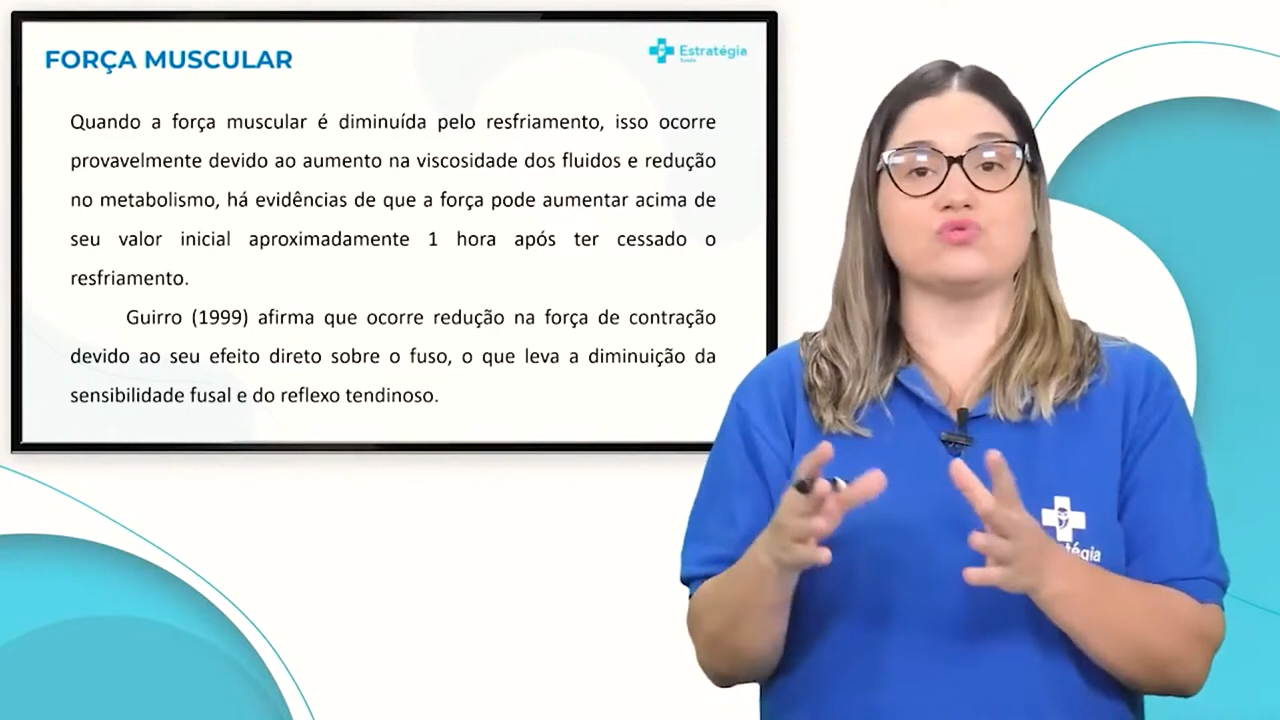 FORÇA MUSCULAR
Estratégia
Saúde
Quando a força muscular é diminuída pelo resfriamento, isso ocorre
provavelmente devido ao aumento na viscosidade dos fluidos e redução
no metabolismo, há evidências de que a força pode aumentar acima de
seu valor inicial aproximadamente 1 hora após ter cessado o
resfriamento.
Guirro (1999) afirma que ocorre redução na força de contração
devido ao seu efeito direto sobre o fuso, o que leva a diminuição da
sensibilidade fusal e do reflexo tendinoso.
tégia